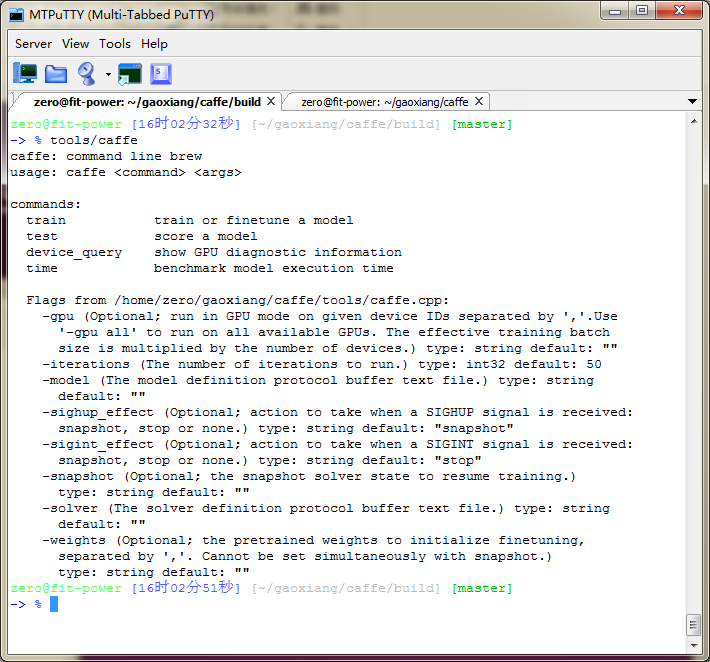 MTPuTTY (Multi-Tabbed PuTTY)
Server View Tools Help
zero@fit-power: ~/gaoxiang/caffe/build X zero@fit-power: ~/gaoxiang/caffe X
zero@fit-power [16时02分32秒] [~/gaoxiang/caffe/build] [master]
-> % tools/caffe
caffe: command line brew
usage: caffe <command> <args>
commands:
train train or finetune a model
test score a model
device_query show GPU diagnostic information
time benchmark model execution time
Flags from /home/zero/gaoxiang/caffe/tools/caffe.cpp:
-gpu (Optional; run in GPU mode on given device IDs separated by ','.Use
'-gpu all' to run on all available GPUs. The effective training batch
size is multiplied by the number of devices.) type: string default: ""
-iterations (The number of iterations to run.) type: int32 default: 50
-model (The model definition protocol buffer text file.) type: string
default: ""
-sighup_effect (Optional; action to take when a SIGHUP signal is received:
snapshot, stop or none.) type: string default: "snapshot"
-sigint_effect (Optional; action to take when a SIGINT signal is received:
snapshot, stop or none.) type: string default: "stop"
-snapshot (Optional; the snapshot solver state to resume training.)
type: string default: ""
-solver (The solver definition protocol buffer text file.) type: string
default: ""
-weights (Optional; the pretrained weights to initialize finetuning,
separated by ','. Cannot be set simultaneously with snapshot.)
type: string default: ""
zero@fit-power [16时02分51秒] [~/gaoxiang/caffe/build] [master]
-> %